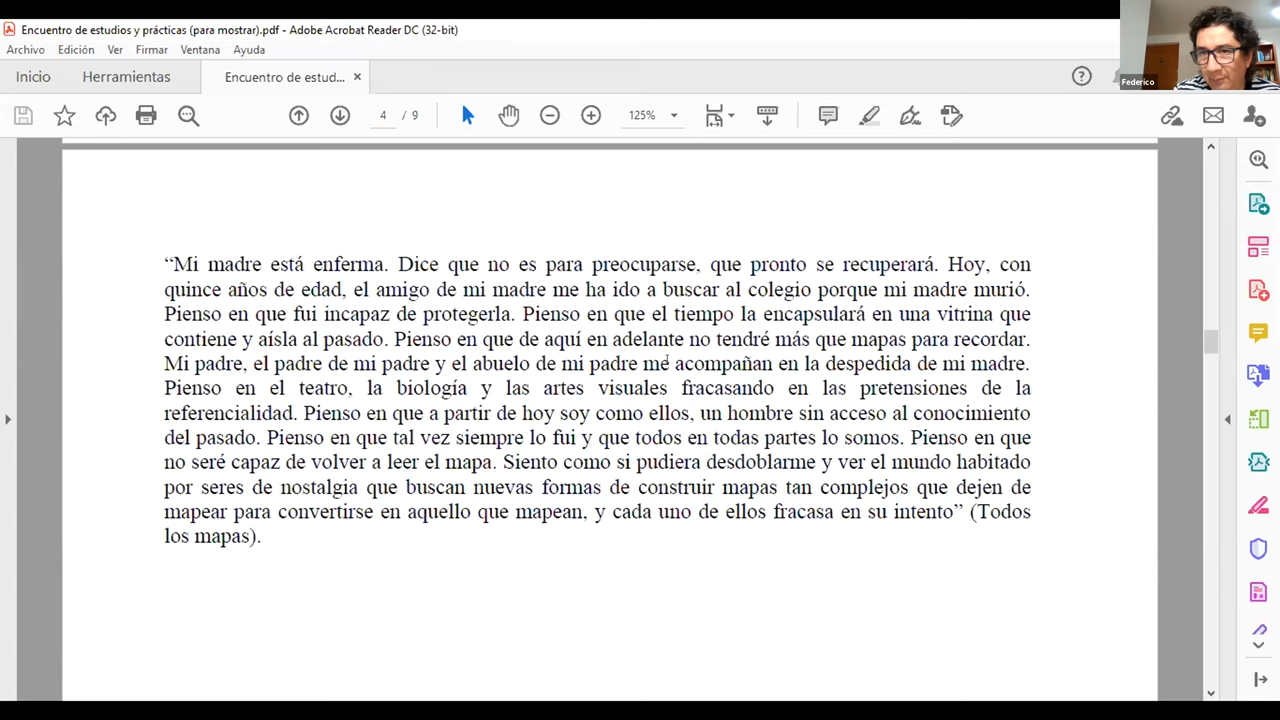 Encuentro de estudios y prácticas (para mostrar).pdf - Adobe Acrobat Reader DC (32-bit)
Archivo Edición Ver Firmar Ventana Ayuda
Inicio Herramientas Encuentro de estud... ×
4 / 9 125%
Federico
“Mi madre está enferma. Dice que no es para preocuparse, que pronto se recuperará. Hoy, con
quince años de edad, el amigo de mi madre me ha ido a buscar al colegio porque mi madre murió.
Pienso en que fui incapaz de protegerla. Pienso en que el tiempo la encapsulará en una vitrina que
contiene y aísla al pasado. Pienso en que de aquí en adelante no tendré más que mapas para recordar.
Mi padre, el padre de mi padre y el abuelo de mi padre me acompañan en la despedida de mi madre.
Pienso en el teatro, la biología y las artes visuales fracasando en las pretensiones de la
referencialidad. Pienso en que a partir de hoy soy como ellos, un hombre sin acceso al conocimiento
del pasado. Pienso en que tal vez siempre lo fui y que todos en todas partes lo somos. Pienso en que
no seré capaz de volver a leer el mapa. Siento como si pudiera desdoblarme y ver el mundo habitado
por seres de nostalgia que buscan nuevas formas de construir mapas tan complejos que dejen de
mapear para convertirse en aquello que mapean, y cada uno de ellos fracasa en su intento” (Todos
los mapas).